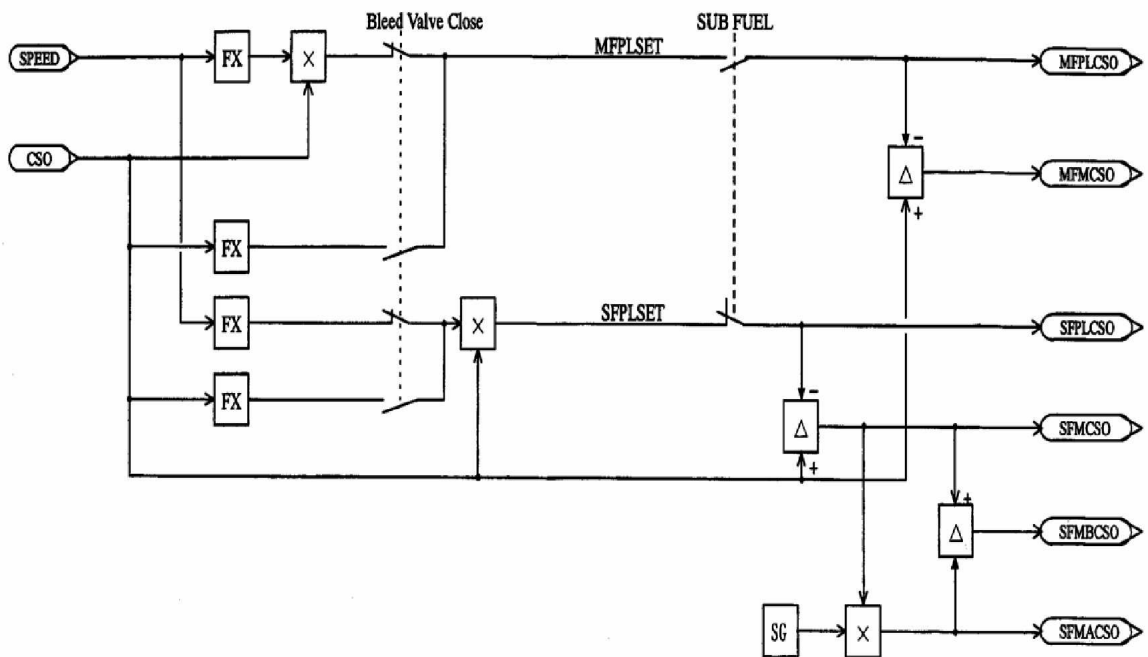 Bleed Valve Close
SUB FUEL
SPEED
FX
×
MFPLSET
MFPLCSO
CSO
−
Δ
MFMCSO
+
FX
FX
×
SFPLSET
SFPLCSO
FX
−
Δ
SFMCSO
+
+
Δ
SFMBCSO
SG
×
SFMACSO